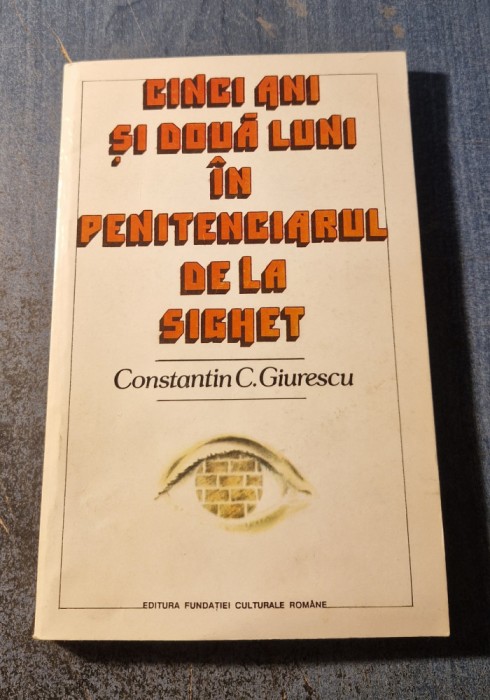 CINCI ANI
ȘI DOUĂ LUNI
ÎN
PENITENCIARUL
DE LA
SIGHET
Constantin C. Giurescu
EDITURA FUNDAȚIEI CULTURALE ROMÂNE